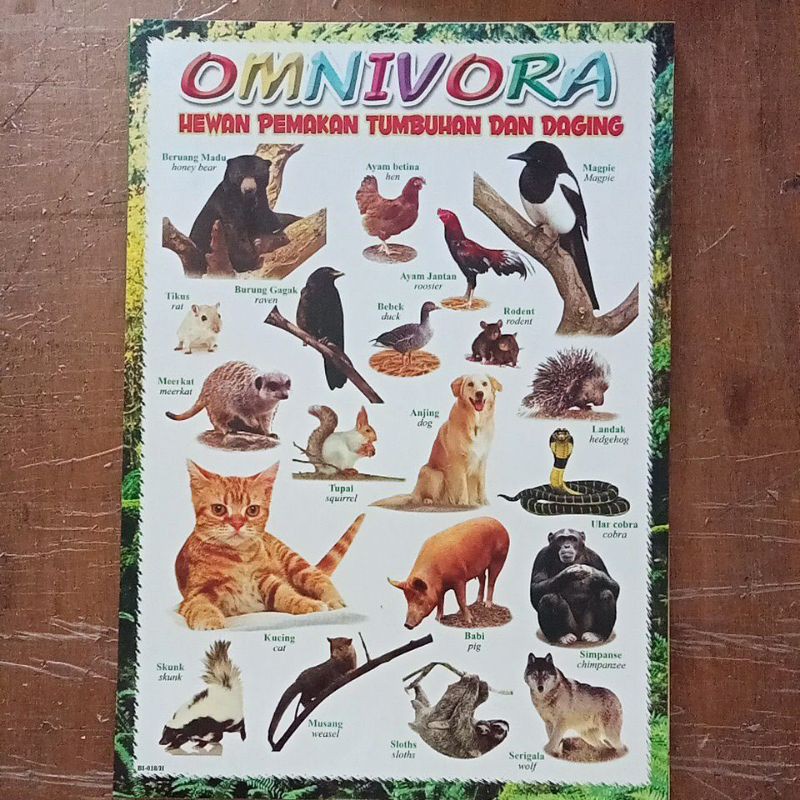 OMNIVORA
HEWAN PEMAKAN TUMBUHAN DAN DAGING
Beruang Madu
honey bear
Ayam betina
hen
Magpie
Magpie
Ayam Jantan
rooster
Tikus
rat
Burung Gagak
raven
Bebek
duck
Rodent
rodent
Meerkat
meerkat
Anjing
dog
Landak
hedgehog
Tupai
squirrel
Ular cobra
cobra
Kucing
cat
Babi
pig
Simpanse
chimpanzee
Skunk
skunk
Musang
weasel
Sloths
sloths
Serigala
wolf
BI-018/H